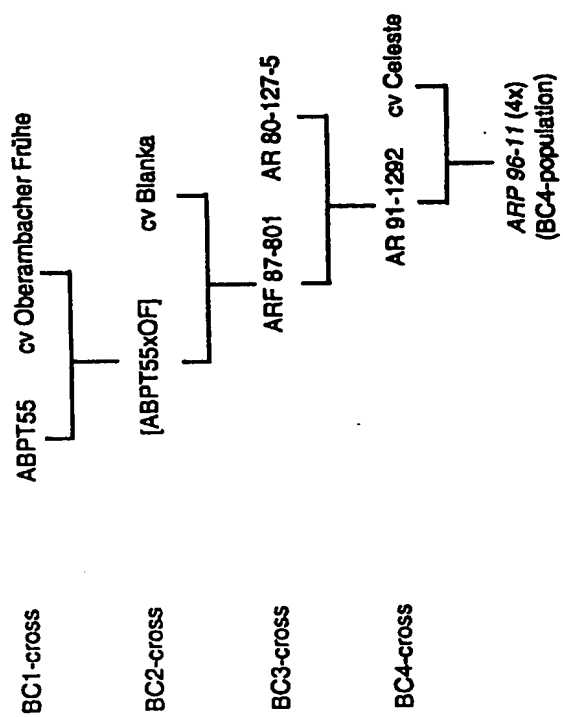 BC1-cross
ABPT55 cv Oberambacher Frühe
BC2-cross
[ABPT55xOF] cv Blanka
BC3-cross
ARF 87-801 AR 80-127-5
BC4-cross
AR 91-1292 cv Celeste
ARP 96-11 (4x)
(BC4-population)